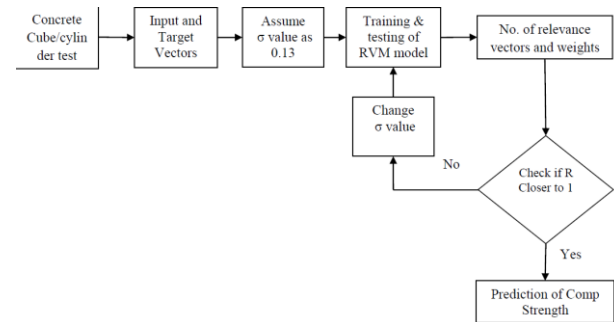 Concrete
Cube/cylin
der test
Input and
Target
Vectors
Assume
σ value as
0.13
Training &
testing of
RVM model
No. of relevance
vectors and weights
Change
σ value
No
Check if R
Closer to 1
Yes
Prediction of Comp
Strength